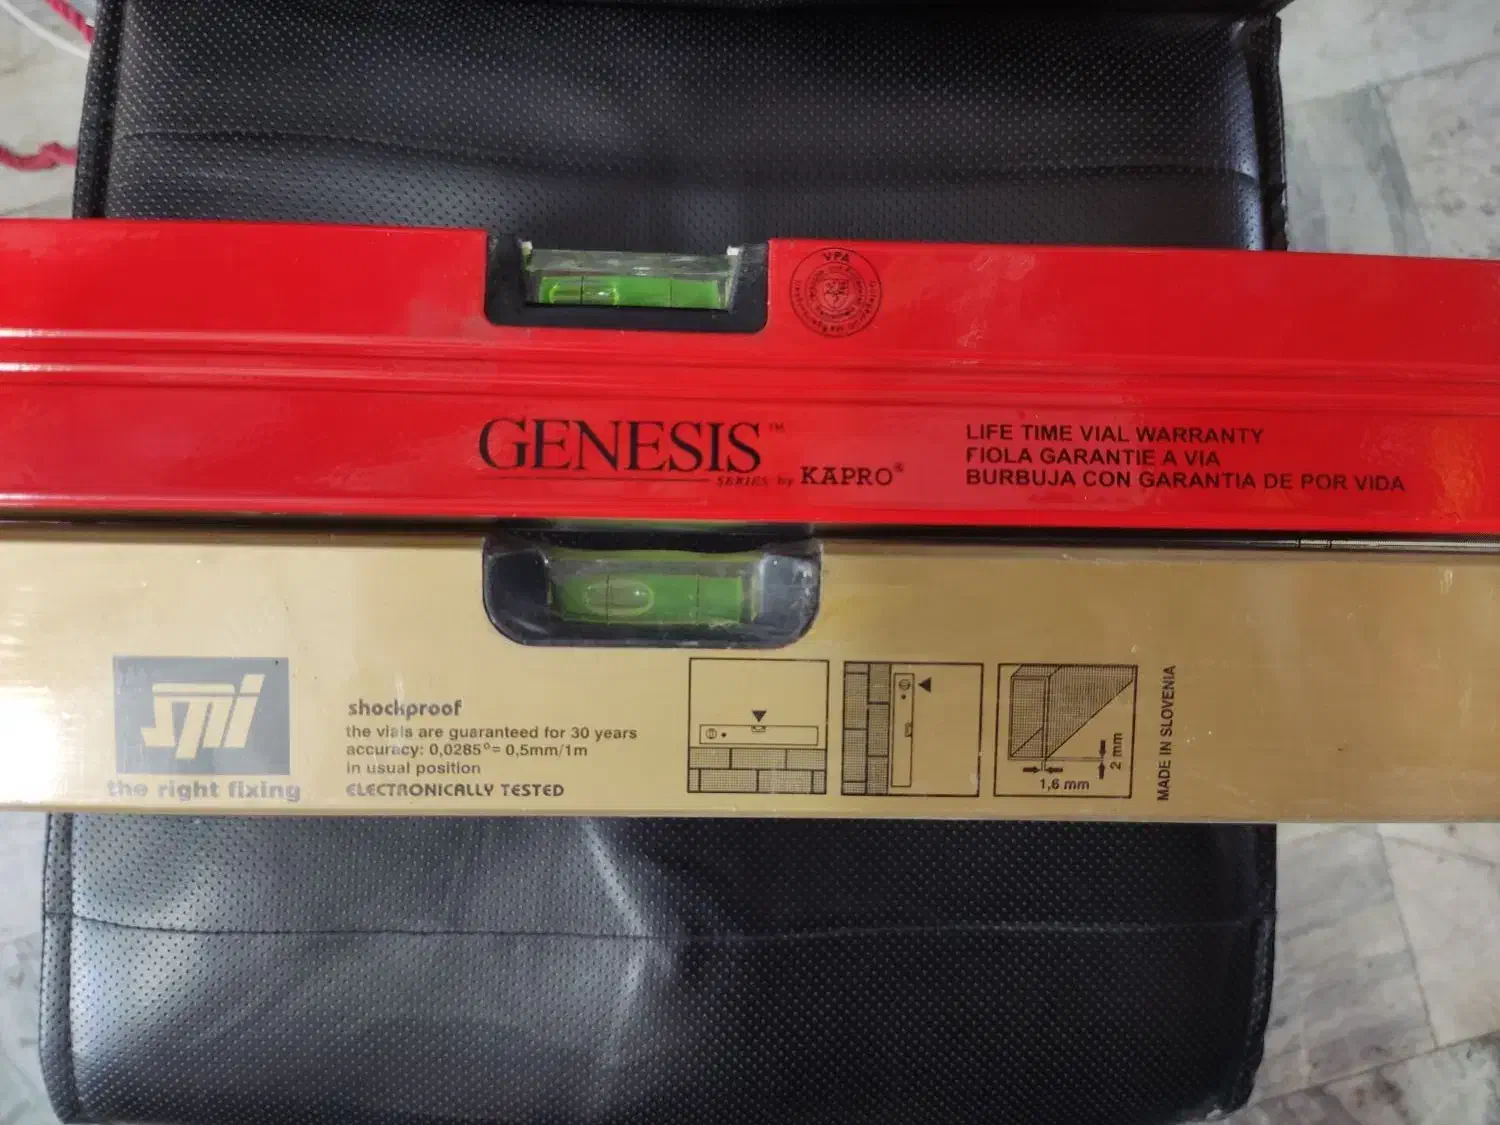 VPA
GENESIS™
SERIES by KAPRO®
LIFE TIME VIAL WARRANTY
FIOLA GARANTIE A VIA
BURBUJA CON GARANTIA DE POR VIDA
the right fixing
shockproof
the vials are guaranteed for 30 years
accuracy: 0,0285°= 0,5mm/1m
in usual position
ELECTRONICALLY TESTED
1,6 mm
2 mm
MADE IN SLOVENIA